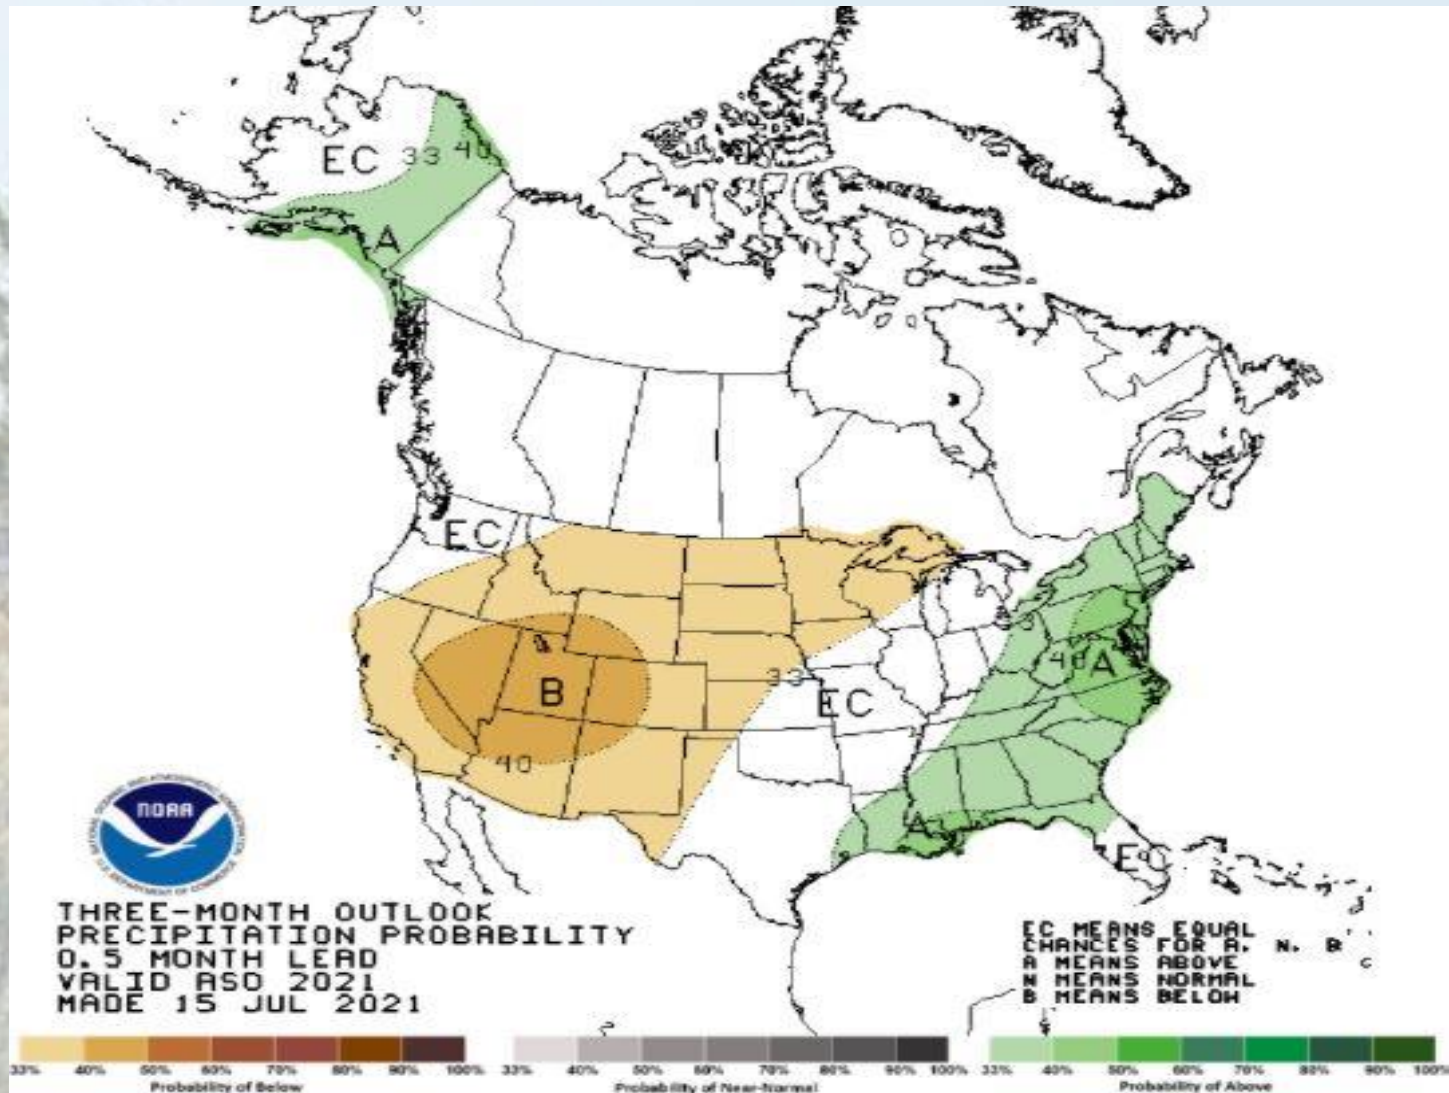 EC 33 40
A
EC
33
40 A
B
EC
40
A
EC
NOAA
THREE-MONTH OUTLOOK
PRECIPITATION PROBABILITY
0.5 MONTH LEAD
VALID ASO 2021
MADE 15 JUL 2021
EC MEANS EQUAL
CHANCES FOR A, N, B
A MEANS ABOVE
N MEANS NORMAL
B MEANS BELOW
33% 40% 50% 60% 70% 80% 90% 100%
Probability of Below
33% 40% 50% 60% 70% 80% 90% 100%
Probability of Near-Normal
33% 40% 50% 60% 70% 80% 90% 100%
Probability of Above